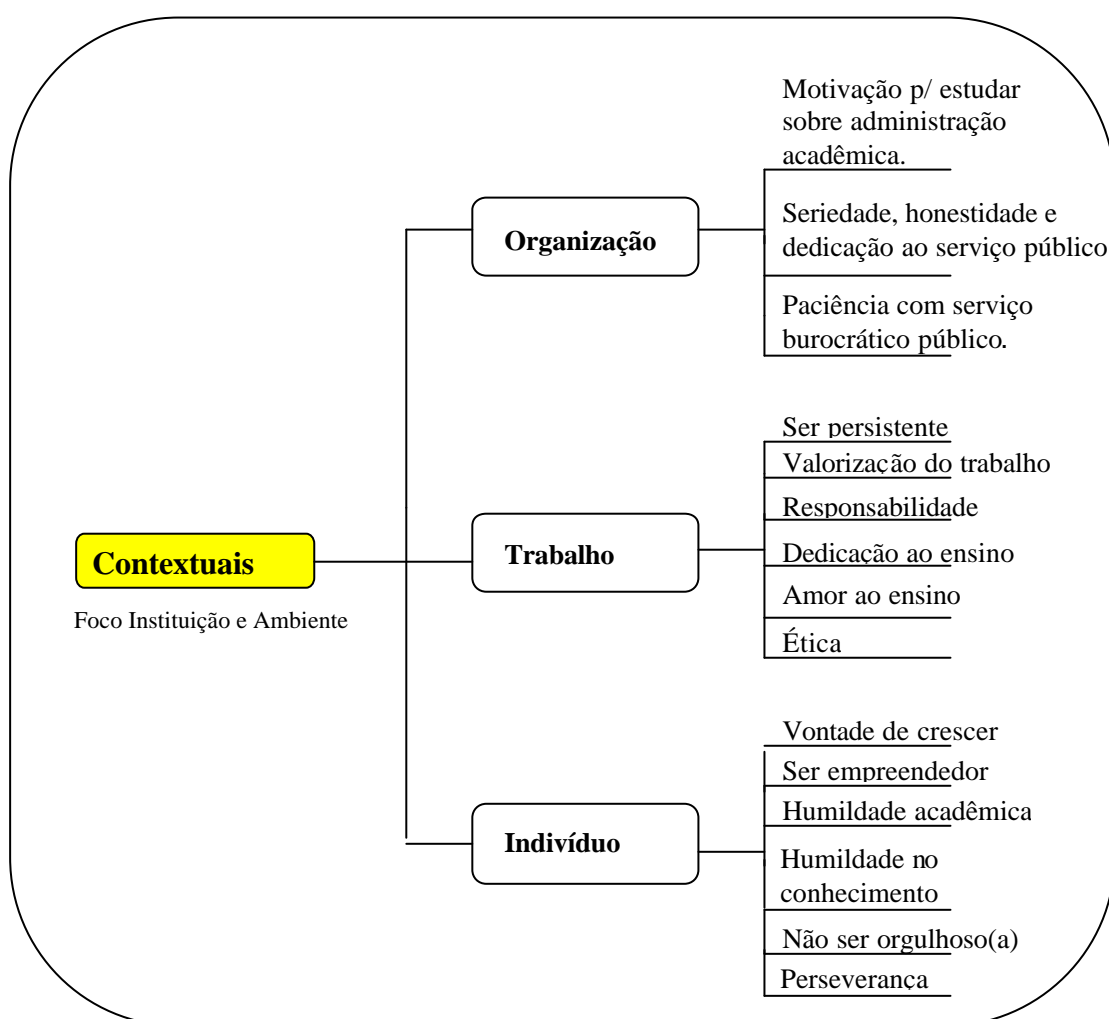 Motivação p/ estudar
sobre administração
acadêmica.
Organização
Seriedade, honestidade e
dedicação ao serviço público
Paciência com serviço
burocrático público.
Ser persistente
Valorização do trabalho
Responsabilidade
Contextuais
Foco Instituição e Ambiente
Trabalho
Dedicação ao ensino
Amor ao ensino
Ética
Vontade de crescer
Ser empreendedor
Humildade acadêmica
Indivíduo
Humildade no
conhecimento
Não ser orgulhoso(a)
Perseverança